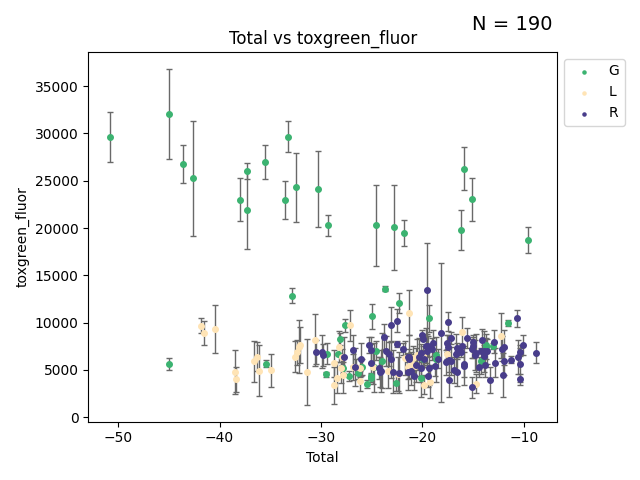 N = 190
Total vs toxgreen_fluor
G
L
R
toxgreen_fluor
35000
30000
25000
20000
15000
10000
5000
0
−50 −40 −30 −20 −10
Total